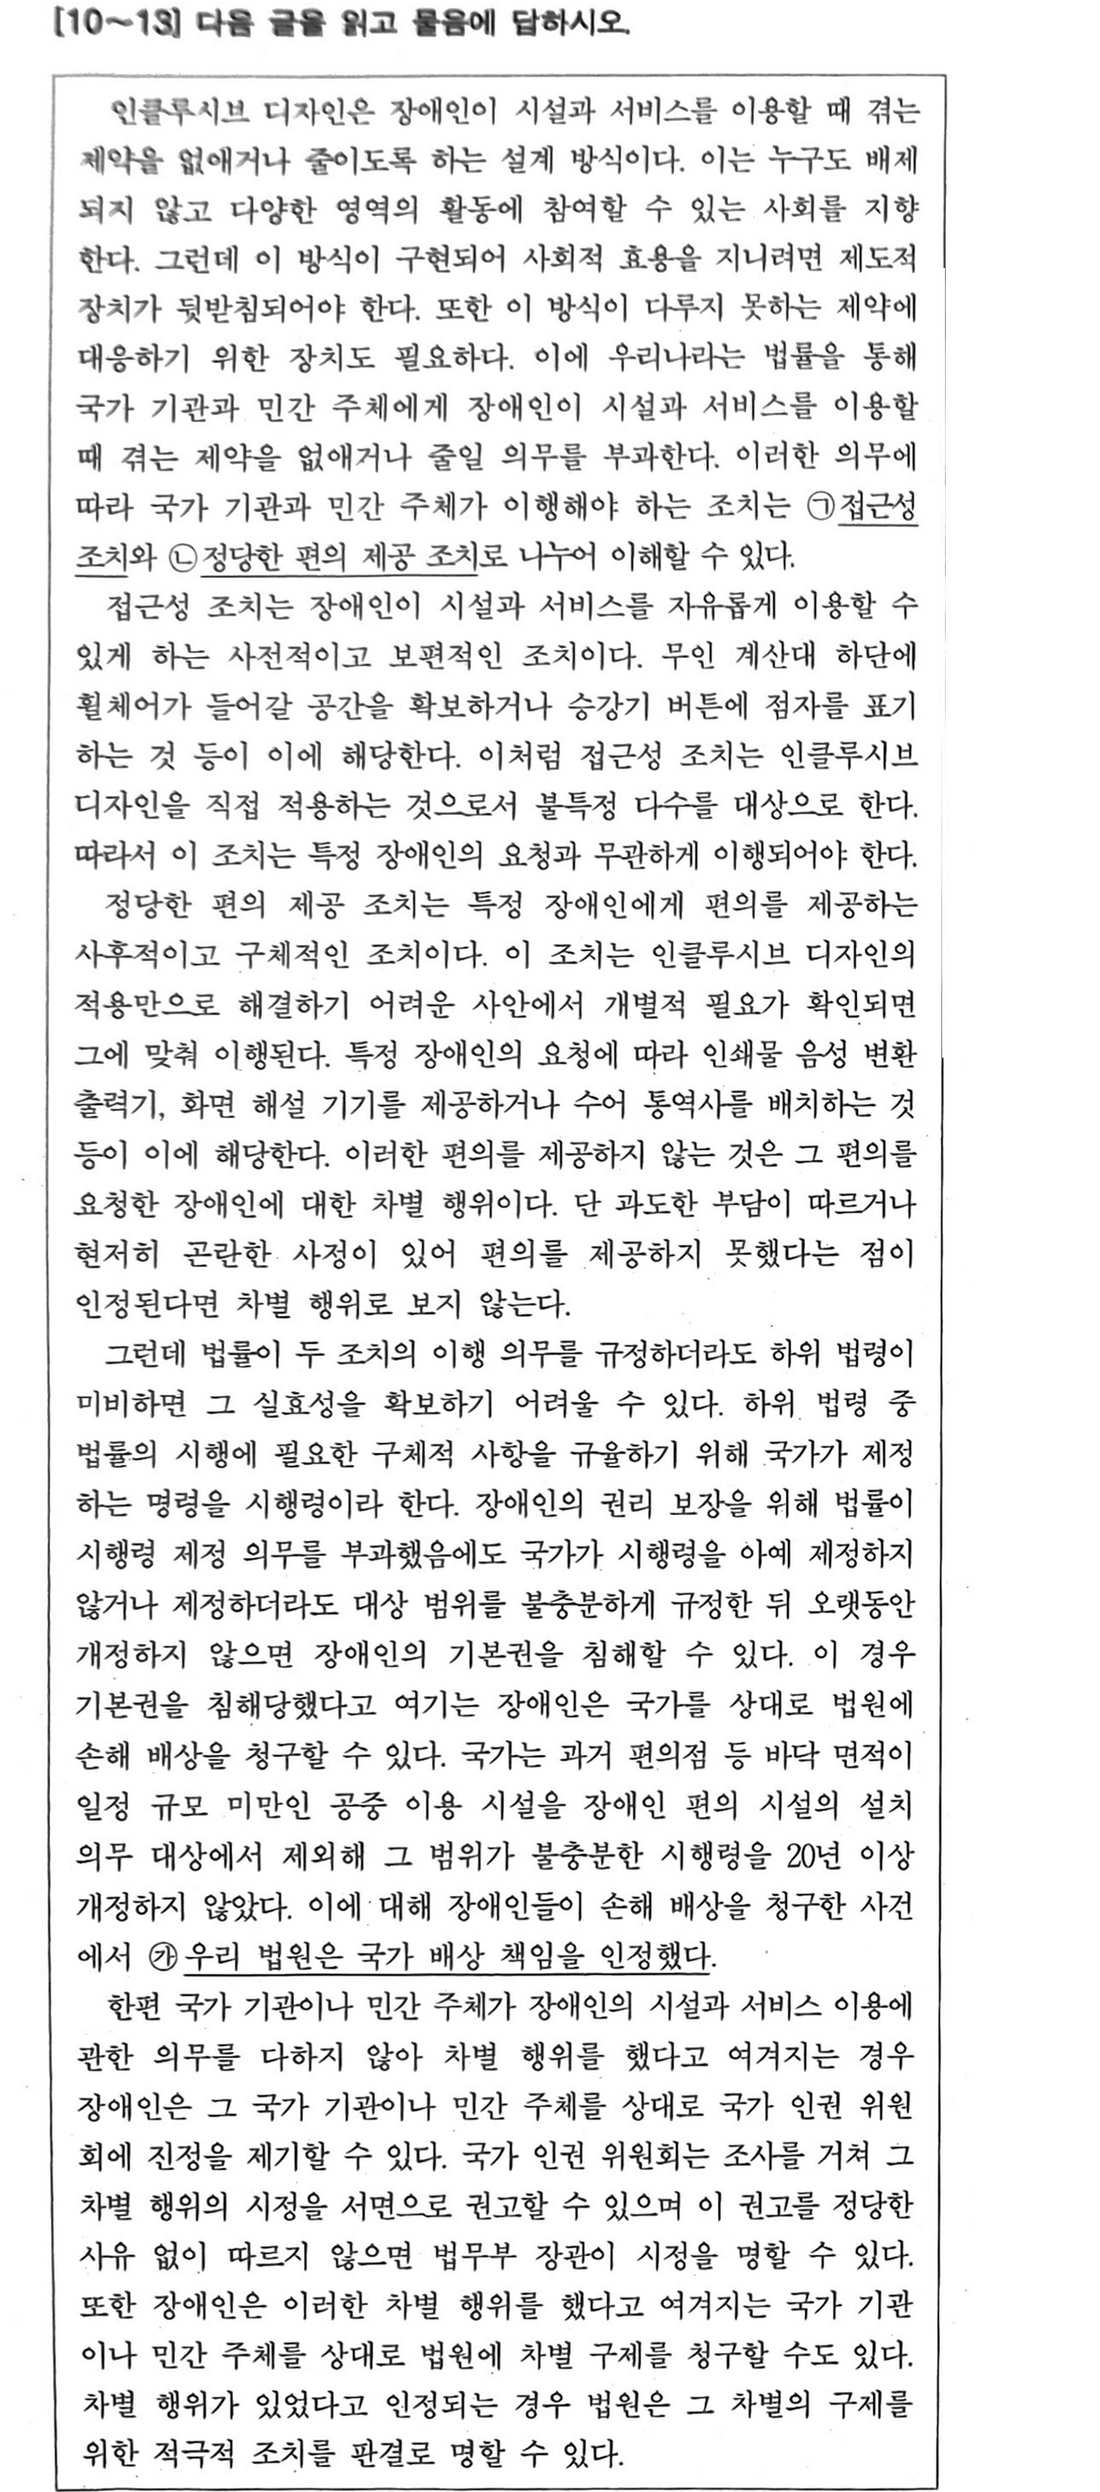 [10~13] 다음 글을 읽고 물음에 답하시오.
인클루시브 디자인은 장애인이 시설과 서비스를 이용할 때 겪는
제약을 없애거나 줄이도록 하는 설계 방식이다. 이는 누구도 배제
되지 않고 다양한 영역의 활동에 참여할 수 있는 사회를 지향
한다. 그런데 이 방식이 구현되어 사회적 효용을 지니려면 제도적
장치가 뒷받침되어야 한다. 또한 이 방식이 다루지 못하는 제약에
대응하기 위한 장치도 필요하다. 이에 우리나라는 법률을 통해
국가 기관과 민간 주체에게 장애인이 시설과 서비스를 이용할
때 겪는 제약을 없애거나 줄일 의무를 부과한다. 이러한 의무에
따라 국가 기관과 민간 주체가 이행해야 하는 조치는 ㉠접근성
조치와 ㉡정당한 편의 제공 조치로 나누어 이해할 수 있다.
접근성 조치는 장애인이 시설과 서비스를 자유롭게 이용할 수
있게 하는 사전적이고 보편적인 조치이다. 무인 계산대 하단에
휠체어가 들어갈 공간을 확보하거나 승강기 버튼에 점자를 표기
하는 것 등이 이에 해당한다. 이처럼 접근성 조치는 인클루시브
디자인을 직접 적용하는 것으로서 불특정 다수를 대상으로 한다.
따라서 이 조치는 특정 장애인의 요청과 무관하게 이행되어야 한다.
정당한 편의 제공 조치는 특정 장애인에게 편의를 제공하는
사후적이고 구체적인 조치이다. 이 조치는 인클루시브 디자인의
적용만으로 해결하기 어려운 사안에서 개별적 필요가 확인되면
그에 맞춰 이행된다. 특정 장애인의 요청에 따라 인쇄물 음성 변환
출력기, 화면 해설 기기를 제공하거나 수어 통역사를 배치하는 것
등이 이에 해당한다. 이러한 편의를 제공하지 않는 것은 그 편의를
요청한 장애인에 대한 차별 행위이다. 단 과도한 부담이 따르거나
현저히 곤란한 사정이 있어 편의를 제공하지 못했다는 점이
인정된다면 차별 행위로 보지 않는다.
그런데 법률이 두 조치의 이행 의무를 규정하더라도 하위 법령이
미비하면 그 실효성을 확보하기 어려울 수 있다. 하위 법령 중
법률의 시행에 필요한 구체적 사항을 규율하기 위해 국가가 제정
하는 명령을 시행령이라 한다. 장애인의 권리 보장을 위해 법률이
시행령 제정 의무를 부과했음에도 국가가 시행령을 아예 제정하지
않거나 제정하더라도 대상 범위를 불충분하게 규정한 뒤 오랫동안
개정하지 않으면 장애인의 기본권을 침해할 수 있다. 이 경우
기본권을 침해당했다고 여기는 장애인은 국가를 상대로 법원에
손해 배상을 청구할 수 있다. 국가는 과거 편의점 등 바닥 면적이
일정 규모 미만인 공중 이용 시설을 장애인 편의 시설의 설치
의무 대상에서 제외해 그 범위가 불충분한 시행령을 20년 이상
개정하지 않았다. 이에 대해 장애인들이 손해 배상을 청구한 사건
에서 ㉮우리 법원은 국가 배상 책임을 인정했다.
한편 국가 기관이나 민간 주체가 장애인의 시설과 서비스 이용에
관한 의무를 다하지 않아 차별 행위를 했다고 여겨지는 경우
장애인은 그 국가 기관이나 민간 주체를 상대로 국가 인권 위원
회에 진정을 제기할 수 있다. 국가 인권 위원회는 조사를 거쳐 그
차별 행위의 시정을 서면으로 권고할 수 있으며 이 권고를 정당한
사유 없이 따르지 않으면 법무부 장관이 시정을 명할 수 있다.
또한 장애인은 이러한 차별 행위를 했다고 여겨지는 국가 기관
이나 민간 주체를 상대로 법원에 차별 구제를 청구할 수도 있다.
차별 행위가 있었다고 인정되는 경우 법원은 그 차별의 구제를
위한 적극적 조치를 판결로 명할 수 있다.